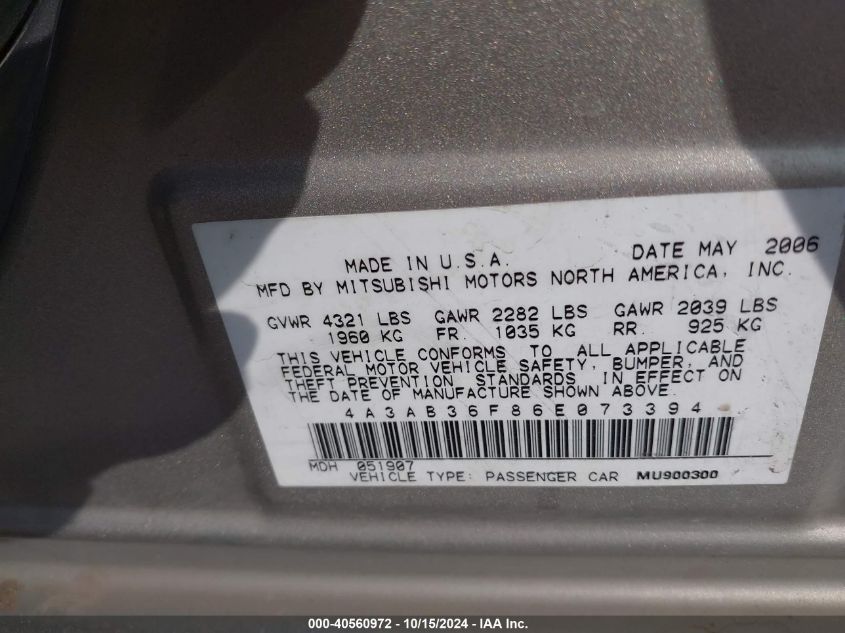 MADE IN U.S.A. DATE MAY 2006
MFD BY MITSUBISHI MOTORS NORTH AMERICA, INC.
GVWR 4321 LBS GAWR 2282 LBS GAWR 2039 LBS
1960 KG FR. 1035 KG RR. 925 KG
THIS VEHICLE CONFORMS TO ALL APPLICABLE
FEDERAL MOTOR VEHICLE SAFETY, BUMPER, AND
THEFT PREVENTION STANDARDS IN EFFECT ON
THE DATE OF MANUFACTURE SHOWN ABOVE.
4A3AB36F86E073394
MDH 051907
VEHICLE TYPE: PASSENGER CAR MU900300
000-40560972 - 10/15/2024 - IAA Inc.